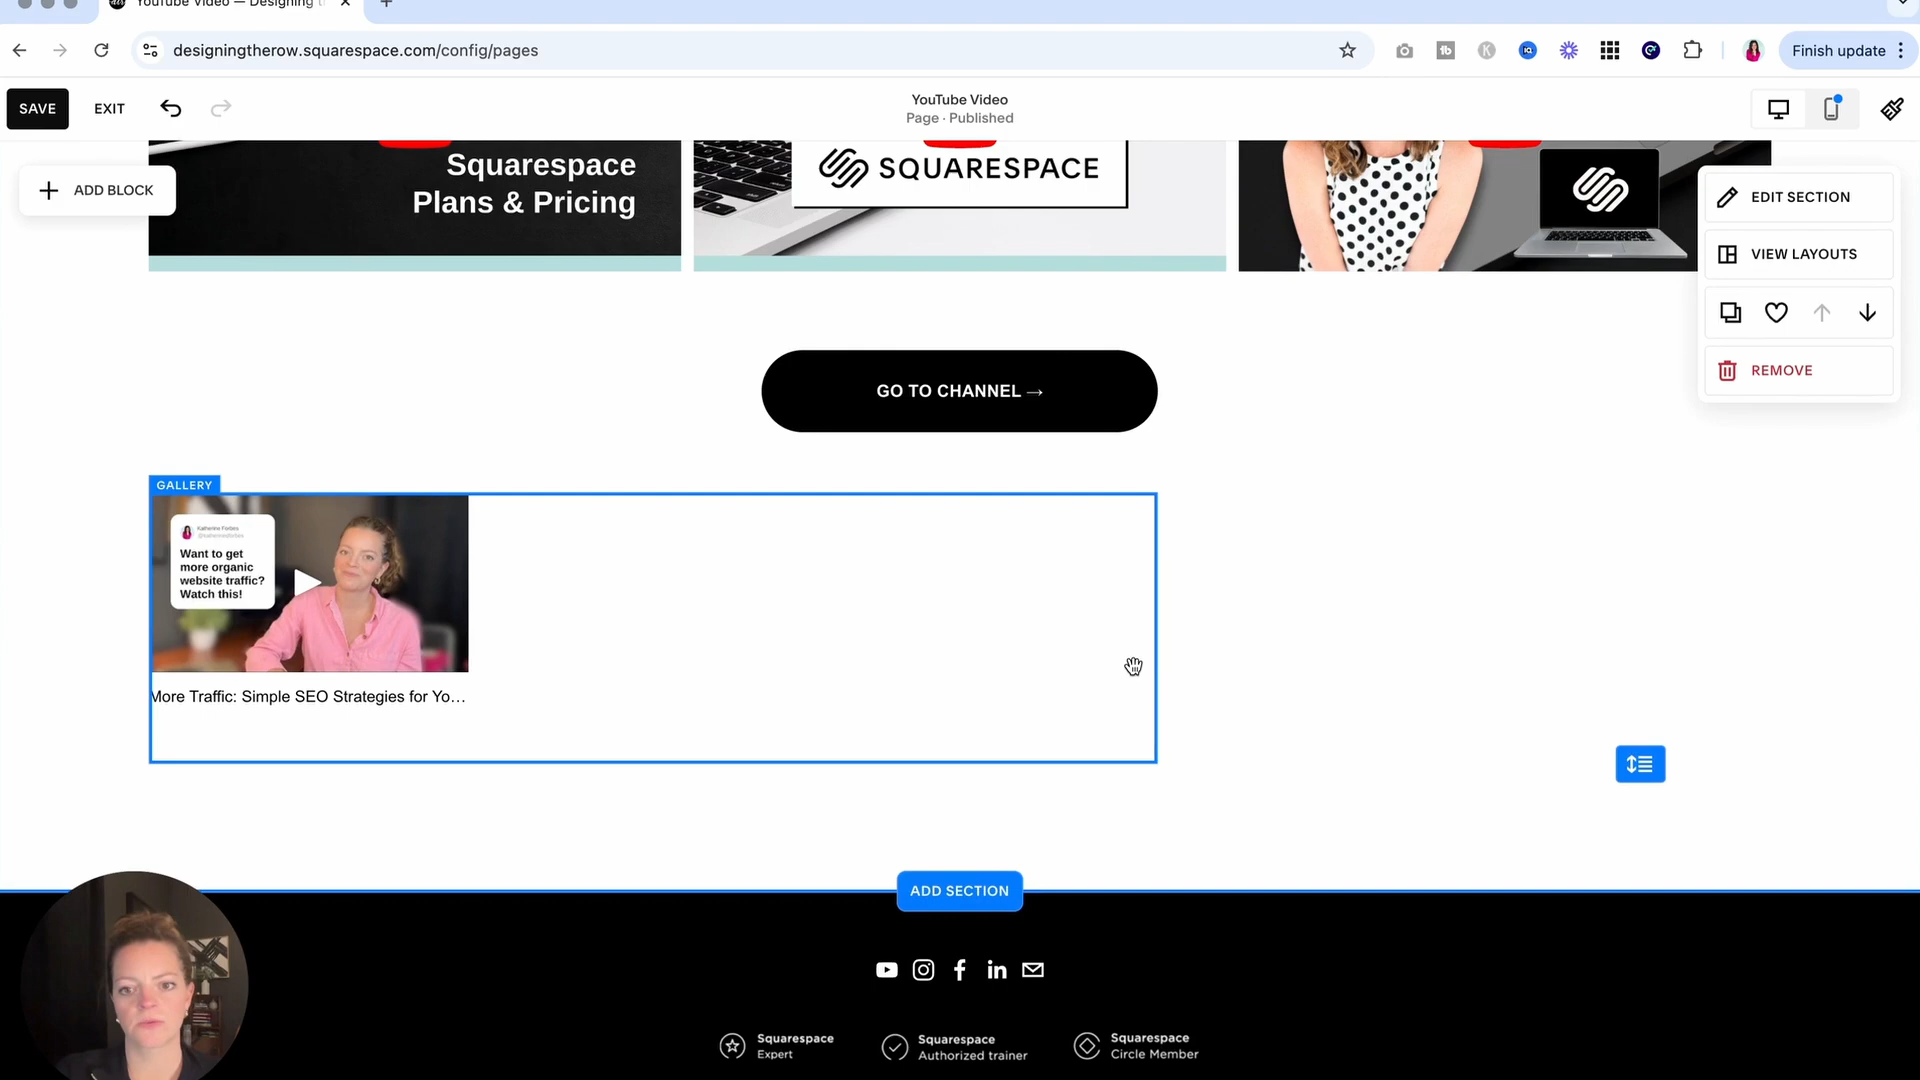 YouTube Video — Designing t
designingtherow.squarespace.com/config/pages
Finish update
SAVE
EXIT
YouTube Video
Page · Published
ADD BLOCK
Squarespace
Plans & Pricing
SQUARESPACE
EDIT SECTION
VIEW LAYOUTS
REMOVE
GO TO CHANNEL →
GALLERY
Katherine Forbes
Want to get
more organic
website traffic?
Watch this!
More Traffic: Simple SEO Strategies for Yo...
ADD SECTION
Squarespace
Expert
Squarespace
Authorized trainer
Squarespace
Circle Member